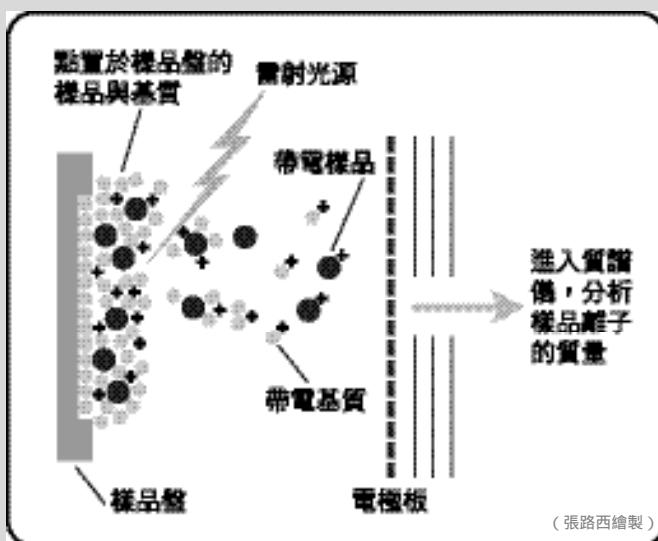 點置於樣品盤的
樣品與基質
雷射光源
帶電樣品
進入質譜
儀，分析
樣品離子
的質量
帶電基質
樣品盤
電極板
（張路西繪製）